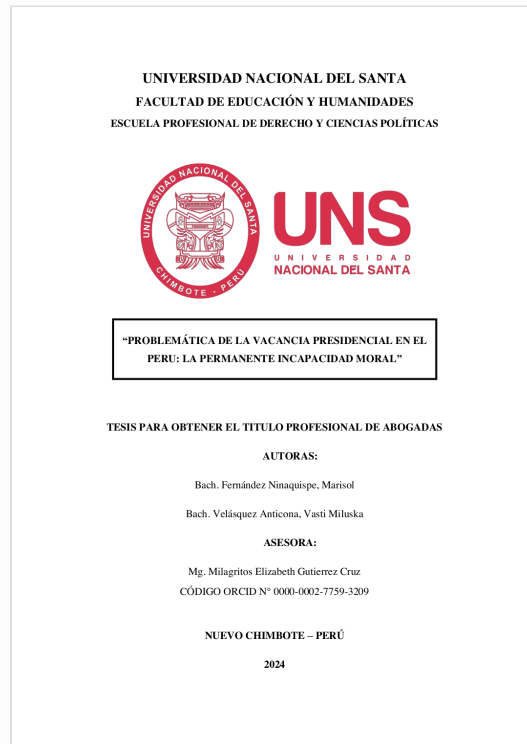 UNIVERSIDAD NACIONAL DEL SANTA
FACULTAD DE EDUCACIÓN Y HUMANIDADES
ESCUELA PROFESIONAL DE DERECHO Y CIENCIAS POLÍTICAS
UNIVERSIDAD NACIONAL DEL SANTA
CHIMBOTE - PERÚ
UNS
UNIVERSIDAD
NACIONAL DEL SANTA
“PROBLEMÁTICA DE LA VACANCIA PRESIDENCIAL EN EL
PERU: LA PERMANENTE INCAPACIDAD MORAL”
TESIS PARA OBTENER EL TITULO PROFESIONAL DE ABOGADAS
AUTORAS:
Bach. Fernández Ninaquispe, Marisol
Bach. Velásquez Anticona, Vasti Miluska
ASESORA:
Mg. Milagritos Elizabeth Gutierrez Cruz
CÓDIGO ORCID N° 0000-0002-7759-3209
NUEVO CHIMBOTE – PERÚ
2024